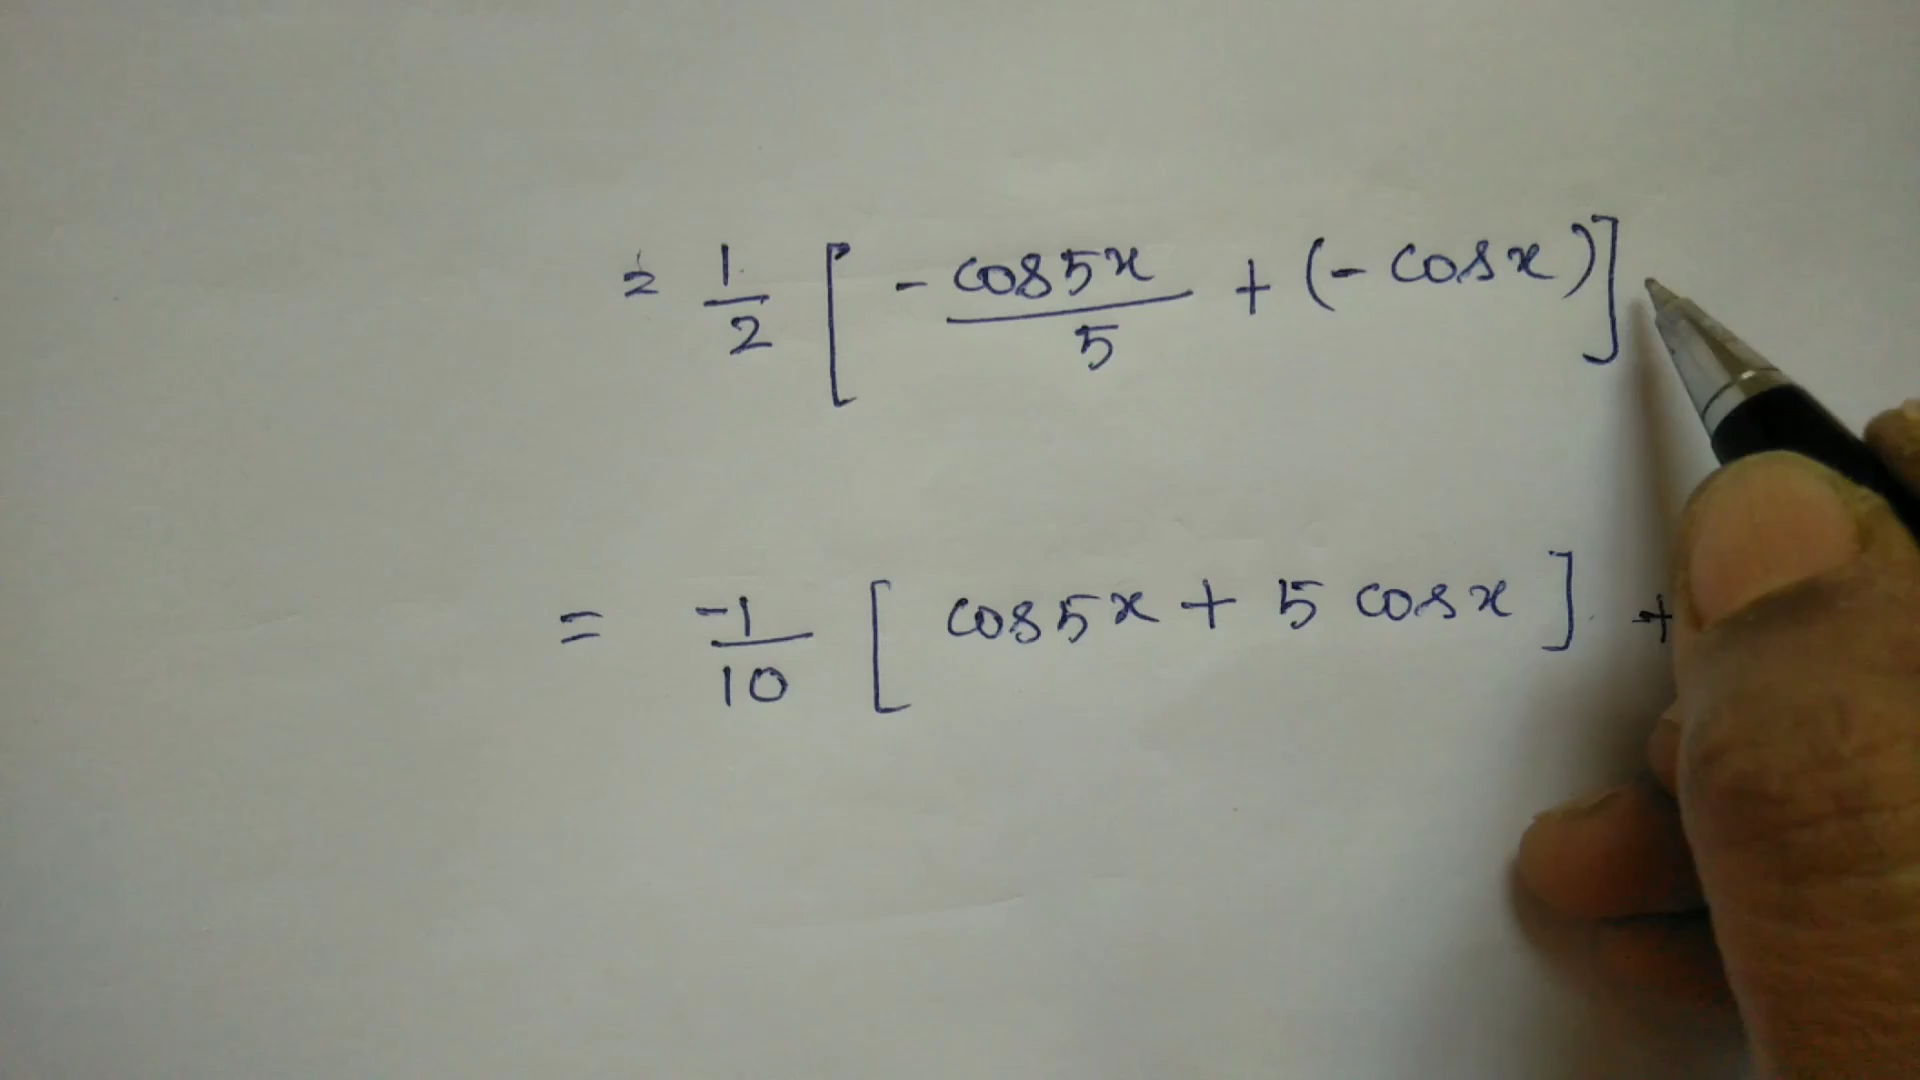 = 1/2 [ - cos5x/5 + (- cosx) ]
= -1/10 [ cos5x + 5 cosx ] +